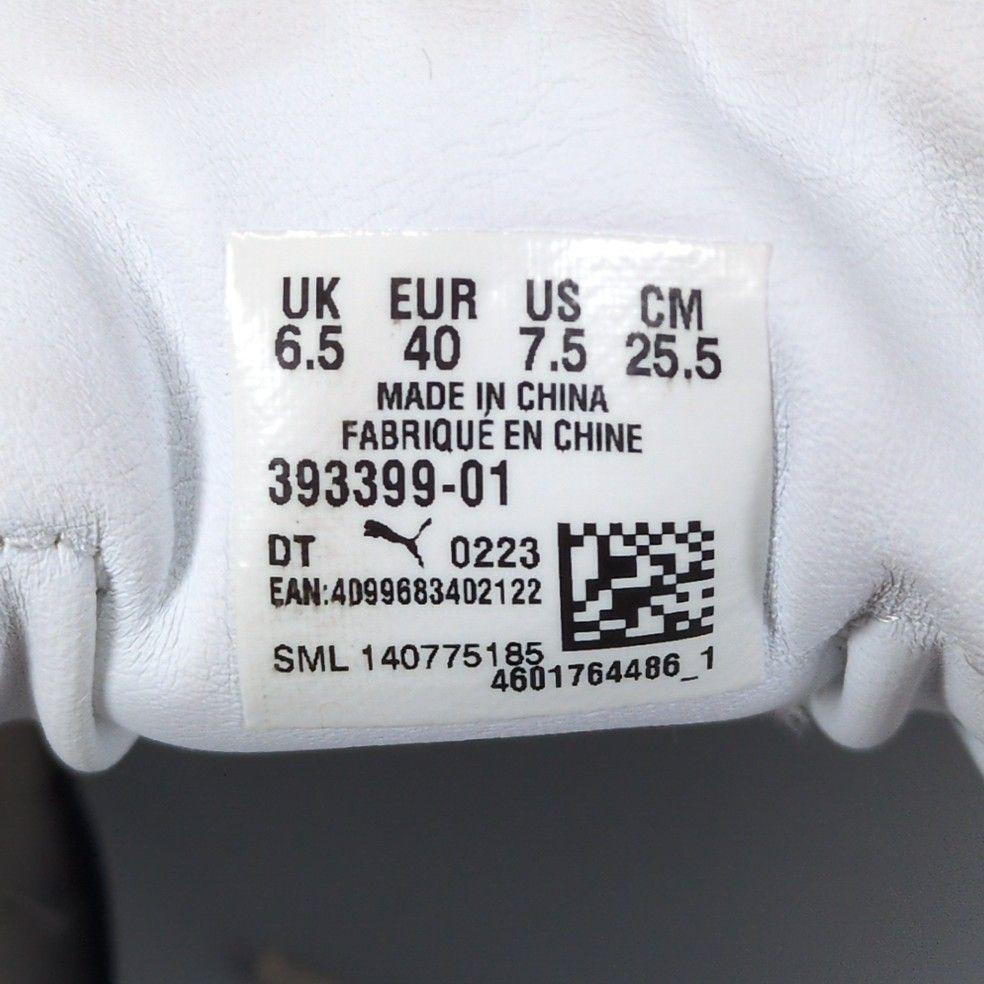 UK EUR US CM
6.5 40 7.5 25.5
MADE IN CHINA
FABRIQUÉ EN CHINE
393399-01
DT 0223
EAN:4099683402122
SML 140775185
4601764486_1